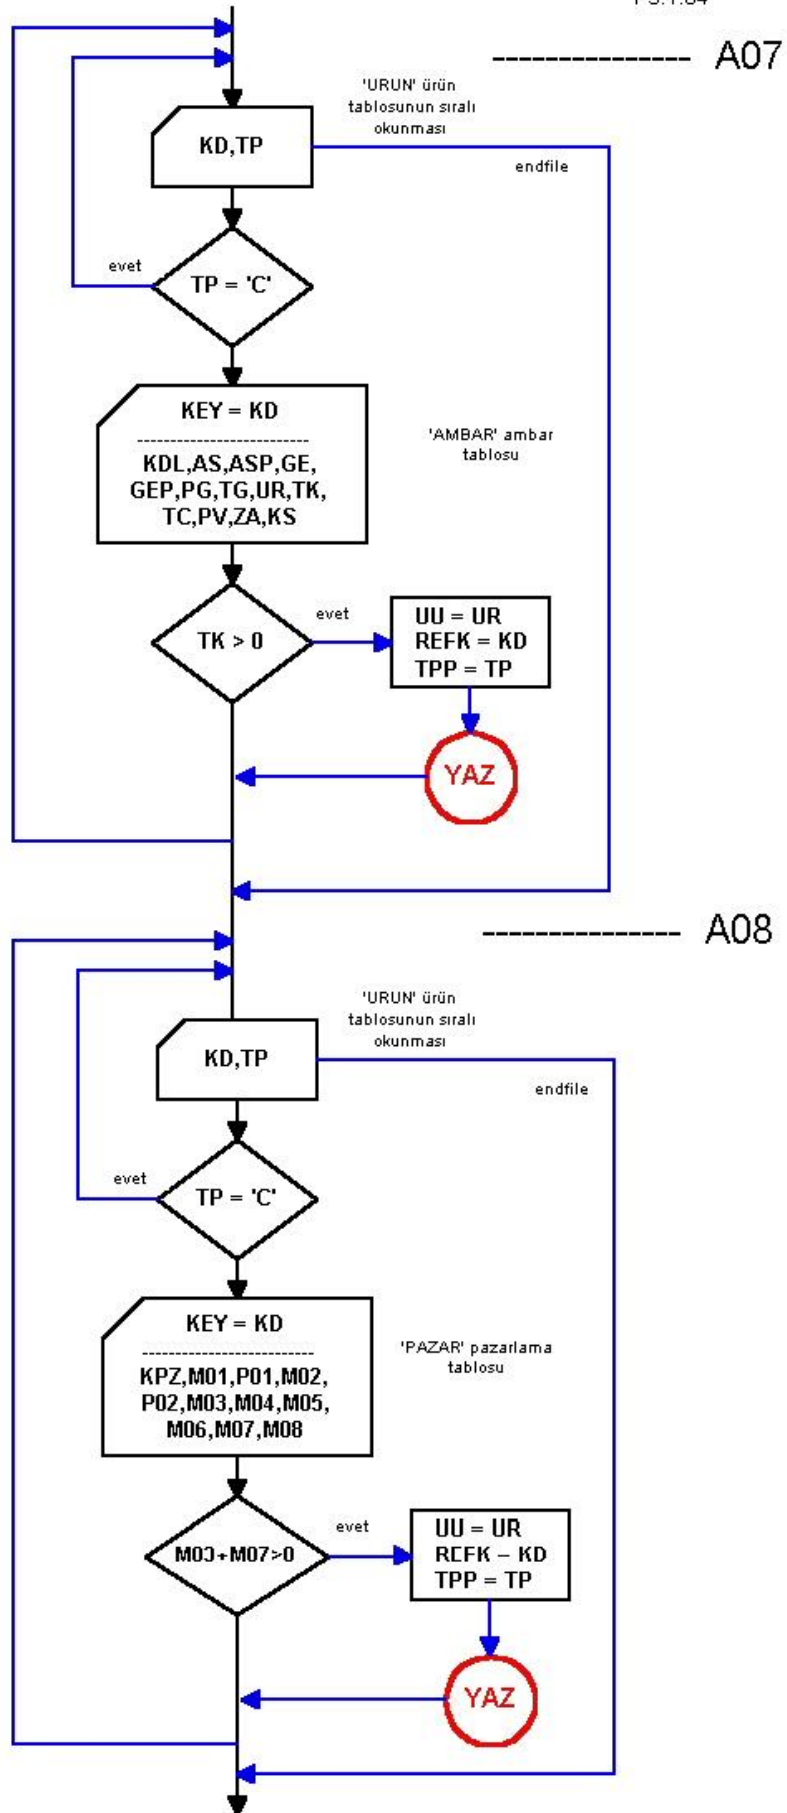 A07
'URUN' ürün
tablosunun sıralı
okunması
KD,TP
endfile
evet
TP = 'C'
KEY = KD
'AMBAR' ambar
tablosu
KDL,AS,ASP,GE,
GEP,PG,TG,UR,TK,
TC,PV,ZA,KS
TK > 0
evet
UU = UR
REFK = KD
TPP = TP
YAZ
A08
'URUN' ürün
tablosunun sıralı
okunması
KD,TP
endfile
evet
TP = 'C'
KEY = KD
'PAZAR' pazarlama
tablosu
KPZ,M01,P01,M02,
P02,M03,M04,M05,
M06,M07,M08
M03+M07>0
evet
UU = UR
REFK = KD
TPP = TP
YAZ